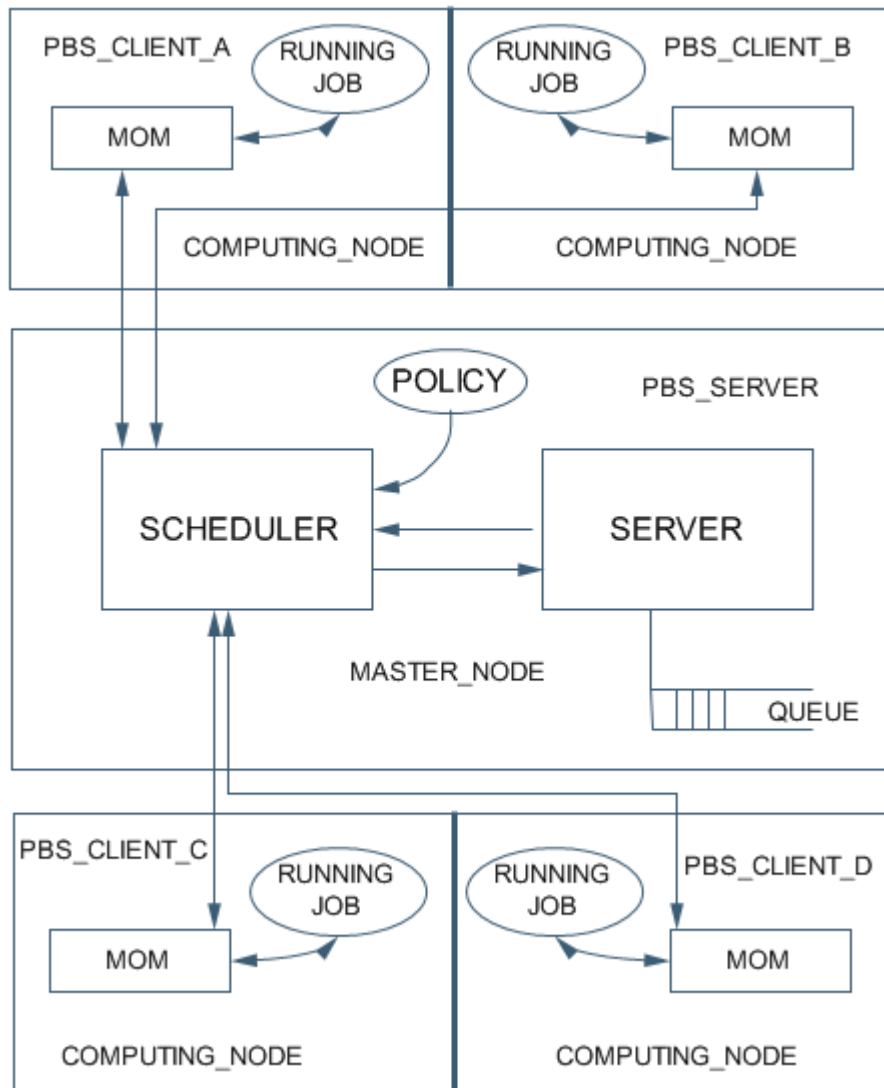 PBS_CLIENT_A
RUNNING
JOB
MOM
COMPUTING_NODE
RUNNING
JOB
PBS_CLIENT_B
MOM
COMPUTING_NODE
POLICY
PBS_SERVER
SCHEDULER
SERVER
MASTER_NODE
QUEUE
PBS_CLIENT_C
RUNNING
JOB
MOM
COMPUTING_NODE
RUNNING
JOB
PBS_CLIENT_D
MOM
COMPUTING_NODE